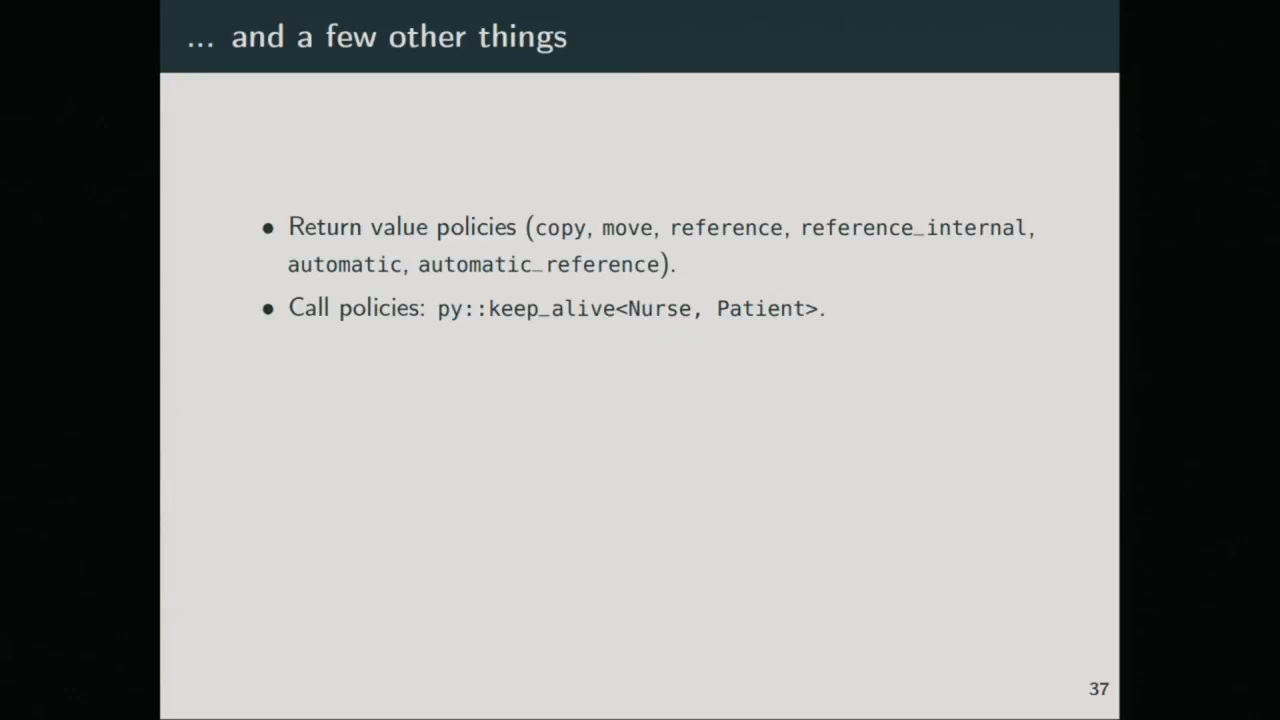 ... and a few other things
• Return value policies (copy, move, reference, reference_internal,
automatic, automatic_reference).
• Call policies: py::keep_alive<Nurse, Patient>.
37